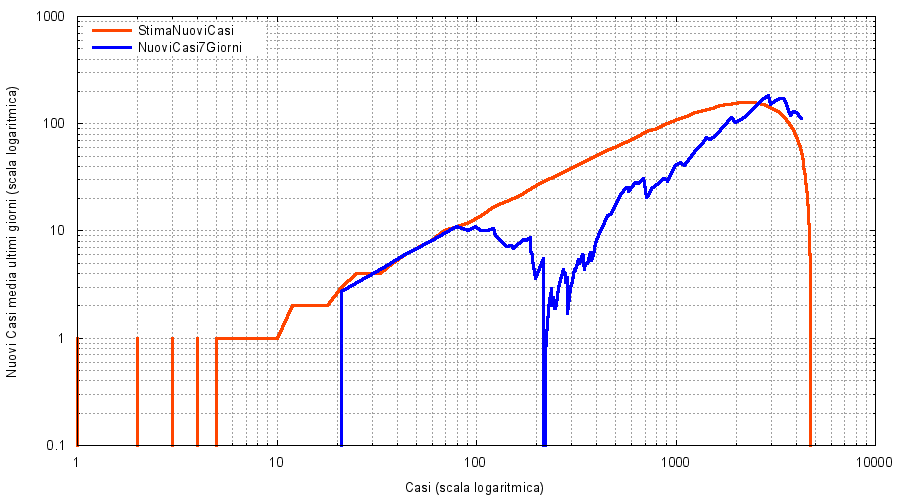 1000
100
10
1
0.1
StimaNuoviCasi
NuoviCasi7Giorni
Nuovi Casi media ultimi giorni (scala logaritmica)
1 10 100 1000 10000
Casi (scala logaritmica)